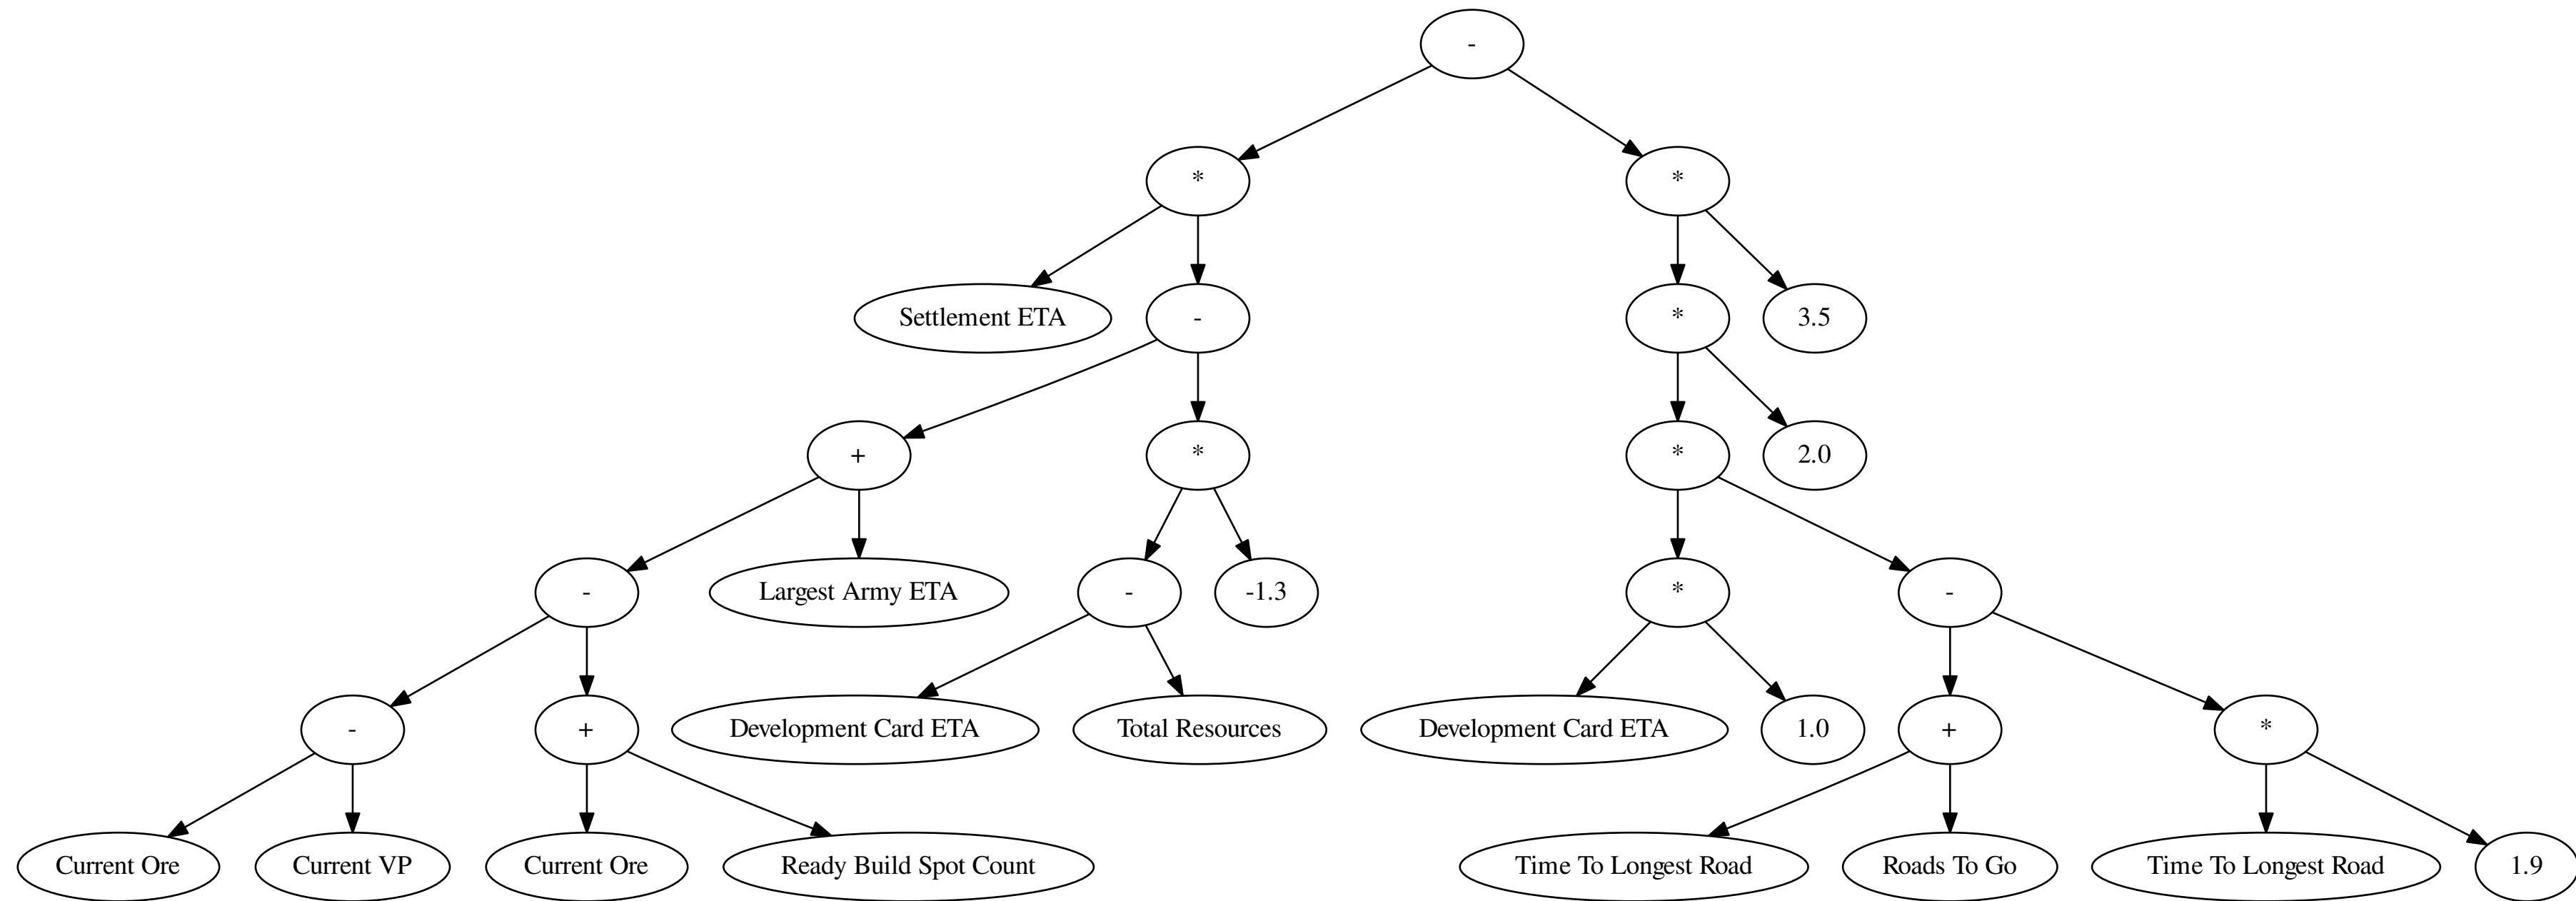 -
*
*
Settlement ETA
-
*
3.5
+
*
*
2.0
-
Largest Army ETA
-
-1.3
*
-
-
+
Development Card ETA
Total Resources
Development Card ETA
1.0
+
*
Current Ore
Current VP
Current Ore
Ready Build Spot Count
Time To Longest Road
Roads To Go
Time To Longest Road
1.9